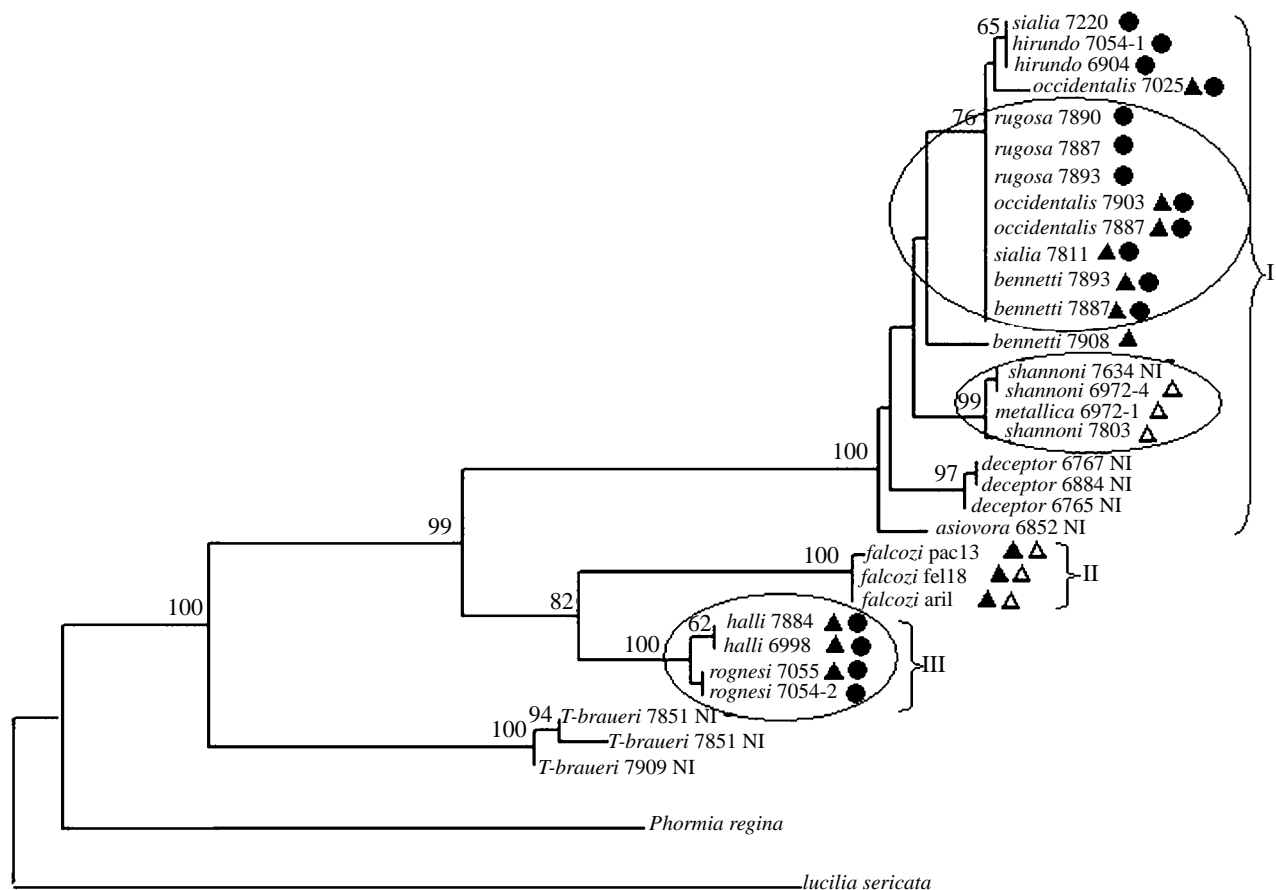 65
sialia 7220
hirundo 7054-1
hirundo 6904
occidentalis 7025
76
rugosa 7890
rugosa 7887
rugosa 7893
occidentalis 7903
occidentalis 7887
sialia 7811
I
bennetti 7893
bennetti 7887
bennetti 7908
shannoni 7634 NI
shannoni 6972-4
99
metallica 6972-1
shannoni 7803
100
97
deceptor 6767 NI
deceptor 6884 NI
deceptor 6765 NI
99
asiovora 6852 NI
100
falcozi pac13
falcozi fel18
II
falcozi aril
82
100
62
halli 7884
100
halli 6998
III
rognesi 7055
rognesi 7054-2
94
T-braueri 7851 NI
100
T-braueri 7851 NI
T-braueri 7909 NI
Phormia regina
lucilia sericata